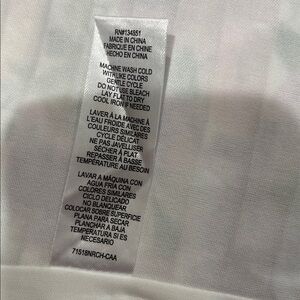 RN#134851
MADE IN CHINA
FABRIQUE EN CHINE
HECHO EN CHINA
MACHINE WASH COLD
WITH LIKE COLORS
GENTLE CYCLE
DO NOT USE BLEACH
LAY FLAT TO DRY
COOL IRON IF NEEDED
LAVER À LA MACHINE À
L'EAU FROIDE AVEC DES
COULEURS SIMILAIRES
CYCLE DÉLICAT
NE PAS JAVELLISER
SÉCHER À PLAT
REPASSER À BASSE
TEMPÉRATURE AU BESOIN
LAVAR A MÁQUINA CON
AGUA FRÍA CON
COLORES SIMILARES
CICLO DELICADO
NO BLANQUEAR
COLOCAR SOBRE SUPERFICIE
PLANA PARA SECAR
PLANCHAR A BAJA
TEMPERATURA SI ES
NECESARIO
71518NRCH-CAA